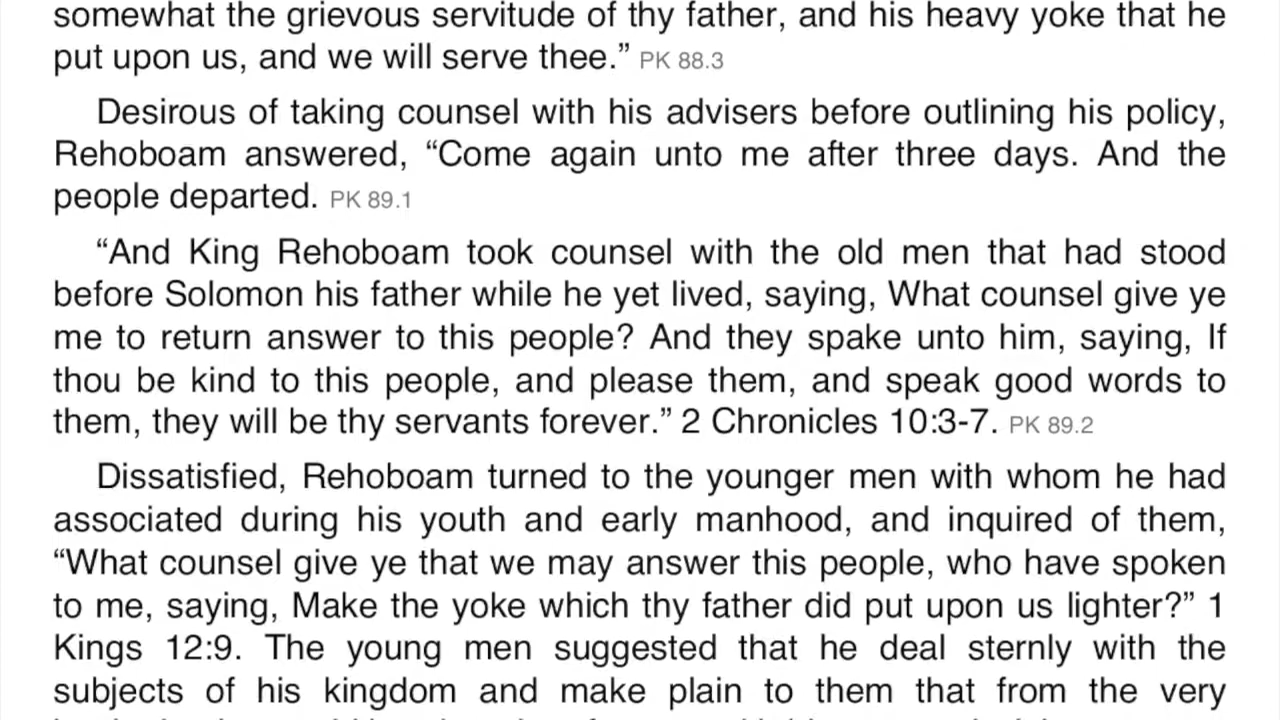 somewhat the grievous servitude of thy father, and his heavy yoke that he
put upon us, and we will serve thee.” PK 88.3
Desirous of taking counsel with his advisers before outlining his policy,
Rehoboam answered, “Come again unto me after three days. And the
people departed. PK 89.1
“And King Rehoboam took counsel with the old men that had stood
before Solomon his father while he yet lived, saying, What counsel give ye
me to return answer to this people? And they spake unto him, saying, If
thou be kind to this people, and please them, and speak good words to
them, they will be thy servants forever.” 2 Chronicles 10:3-7. PK 89.2
Dissatisfied, Rehoboam turned to the younger men with whom he had
associated during his youth and early manhood, and inquired of them,
“What counsel give ye that we may answer this people, who have spoken
to me, saying, Make the yoke which thy father did put upon us lighter?” 1
Kings 12:9. The young men suggested that he deal sternly with the
subjects of his kingdom and make plain to them that from the very